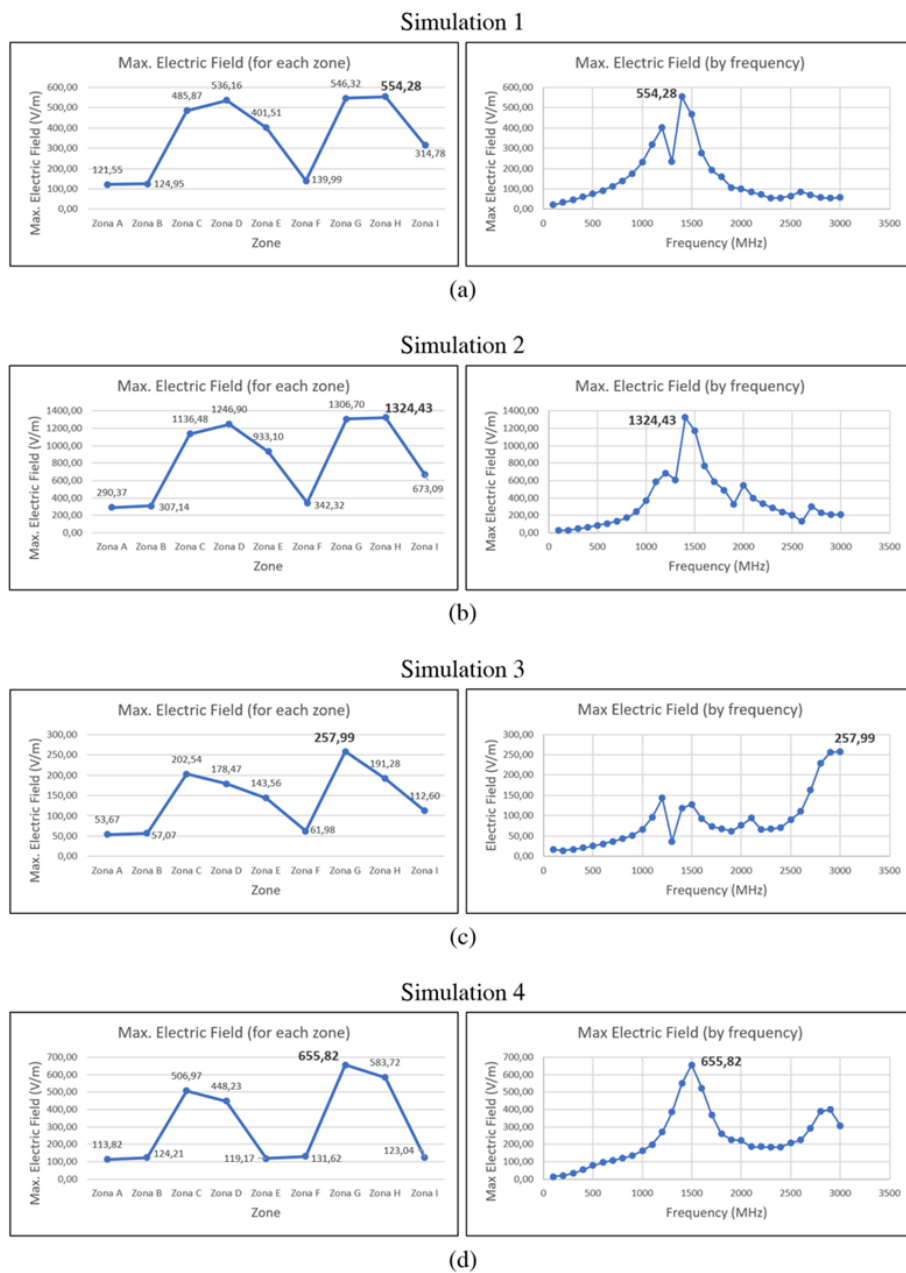 Simulation 1
Max. Electric Field (for each zone)
Max. Electric Field (V/m)
600,00
500,00
400,00
300,00
200,00
100,00
0,00
121,55
124,95
485,87
536,16
401,51
139,99
546,32
554,28
314,78
Zona A Zona B Zona C Zona D Zona E Zona F Zona G Zona H Zona I
Zone
Max. Electric Field (by frequency)
Max. Electric Field (V/m)
600,00
500,00
400,00
300,00
200,00
100,00
0,00
554,28
0 500 1000 1500 2000 2500 3000 3500
Frequency (MHz)
(a)
Simulation 2
Max. Electric Field (for each zone)
Max. Electric Field (V/m)
1400,00
1200,00
1000,00
800,00
600,00
400,00
200,00
0,00
290,37
307,14
1136,48
1246,90
933,10
342,32
1306,70
1324,43
673,09
Zona A Zona B Zona C Zona D Zona E Zona F Zona G Zona H Zona I
Zone
Max. Electric Field (by frequency)
Max. Electric Field (V/m)
1400,00
1200,00
1000,00
800,00
600,00
400,00
200,00
0,00
1324,43
0 500 1000 1500 2000 2500 3000 3500
Frequency (MHz)
(b)
Simulation 3
Max. Electric Field (for each zone)
Max. Electric Field (V/m)
300,00
250,00
200,00
150,00
100,00
50,00
0,00
53,67
57,07
202,54
178,47
143,56
61,98
257,99
191,28
112,60
Zona A Zona B Zona C Zona D Zona E Zona F Zona G Zona H Zona I
Zone
Max Electric Field (by frequency)
Electric Field (V/m)
300,00
250,00
200,00
150,00
100,00
50,00
0,00
257,99
0 500 1000 1500 2000 2500 3000 3500
Frequency (MHz)
(c)
Simulation 4
Max. Electric Field (for each zone)
Max. Electric Field (V/m)
700,00
600,00
500,00
400,00
300,00
200,00
100,00
0,00
113,82
124,21
506,97
448,23
119,17
131,62
655,82
583,72
123,04
Zona A Zona B Zona C Zona D Zona E Zona F Zona G Zona H Zona I
Zone
Max Electric Field (by frequency)
Max. Electric Field (V/m)
700,00
600,00
500,00
400,00
300,00
200,00
100,00
0,00
655,82
0 500 1000 1500 2000 2500 3000 3500
Frequency (MHz)
(d)